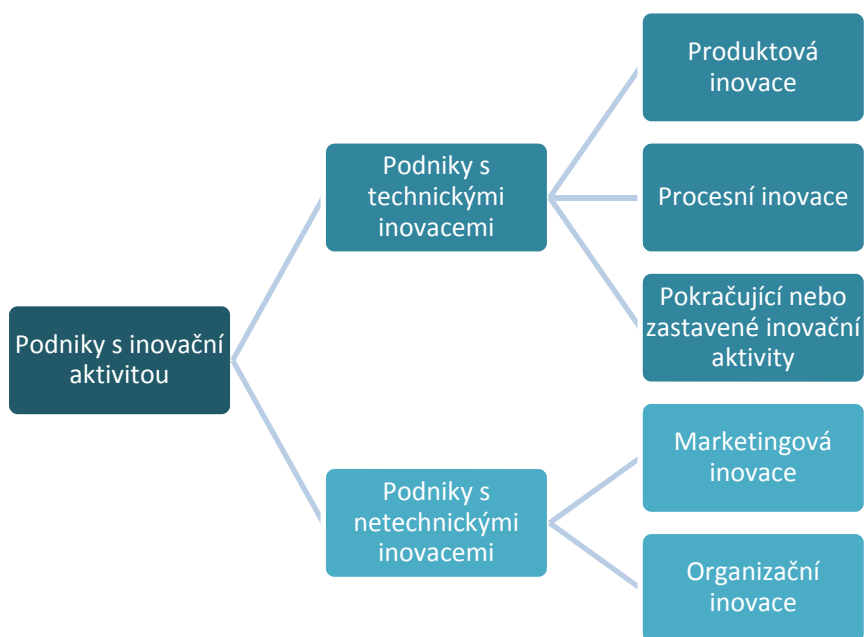 Podniky s inovační
aktivitou
Podniky s
technickými
inovacemi
Produktová
inovace
Procesní inovace
Pokračující nebo
zastavené inovační
aktivity
Podniky s
netechnickými
inovacemi
Marketingová
inovace
Organizační
inovace